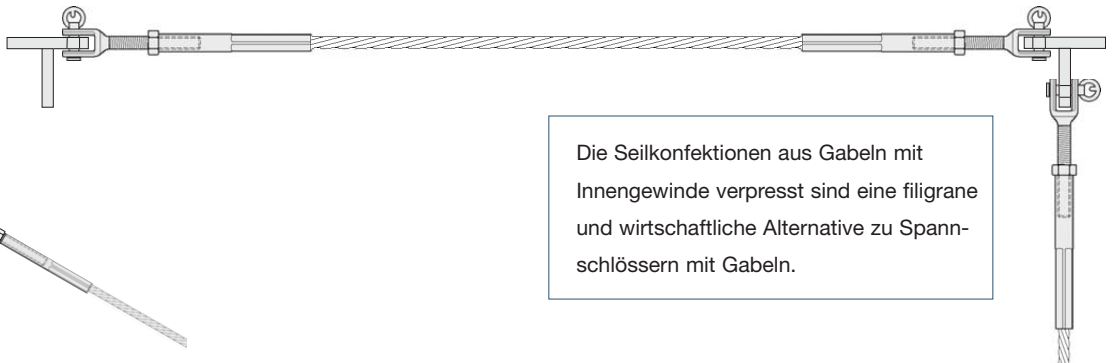 Die Seilkonfektionen aus Gabeln mit
Innengewinde verpresst sind eine filigrane
und wirtschaftliche Alternative zu Spann-
schlössern mit Gabeln.